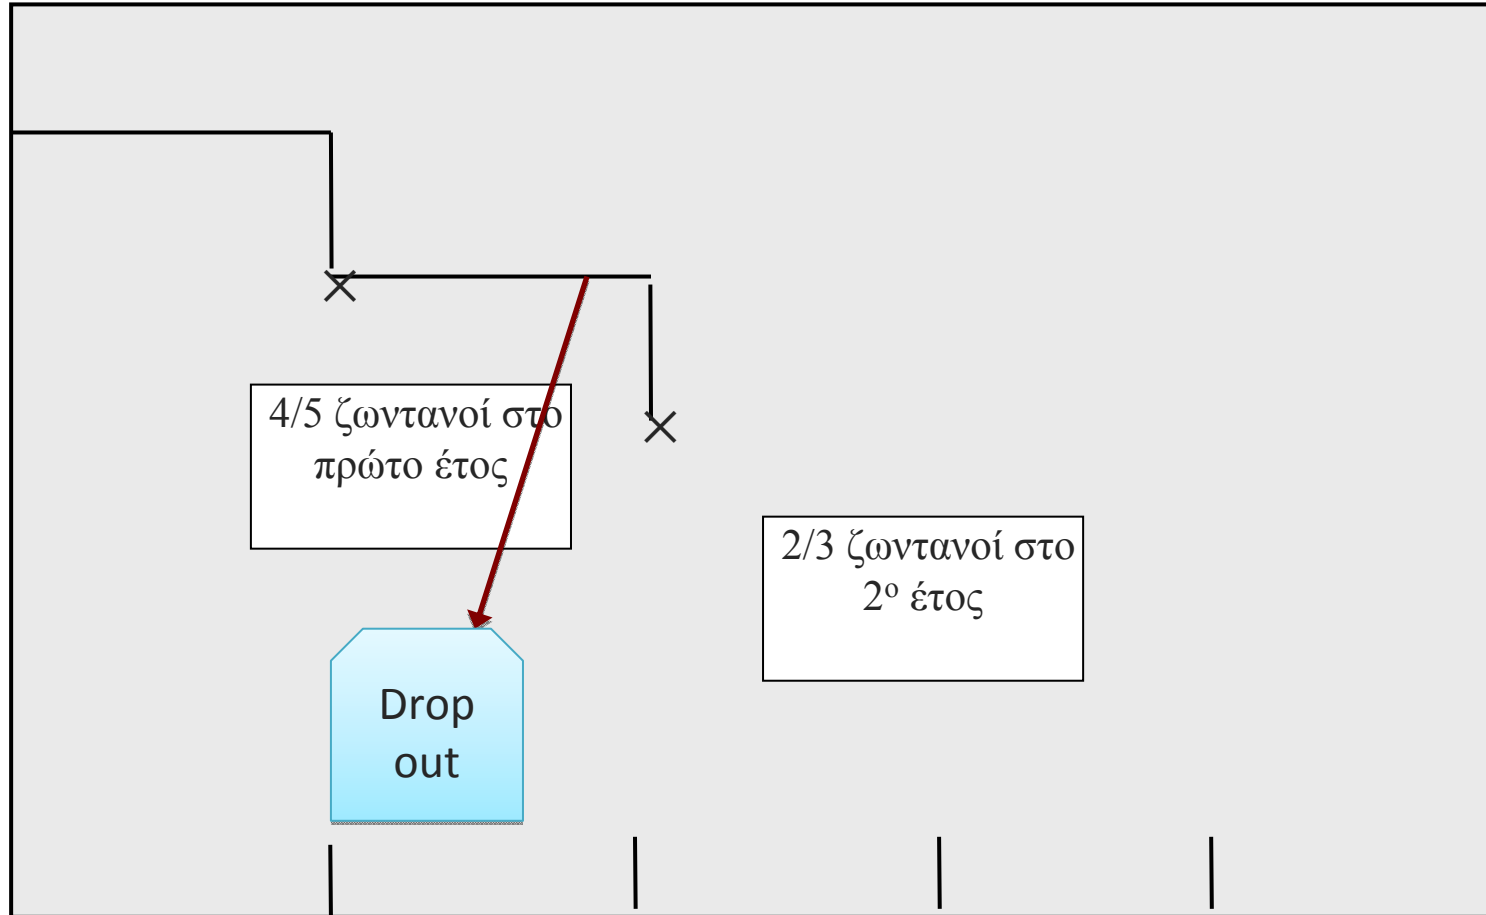 4/5 ζωντανοί στο
πρώτο έτος
2/3 ζωντανοί στο
2ο έτος
Drop
out